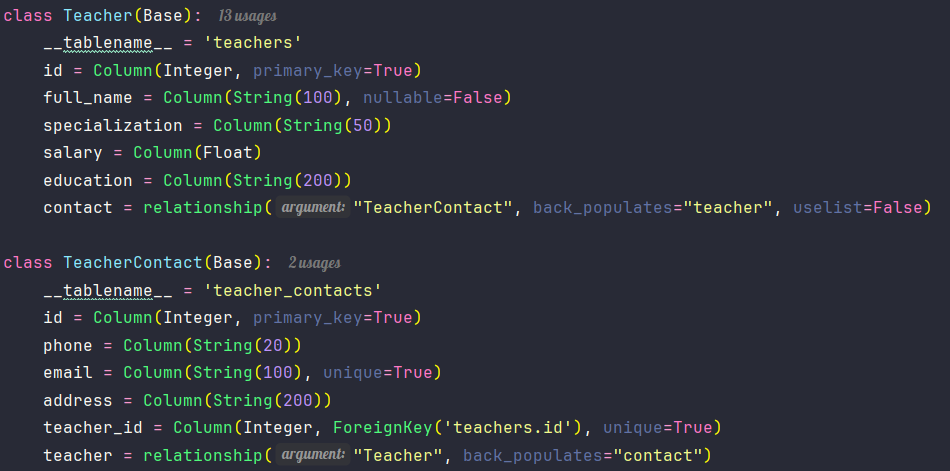 class Teacher(Base): 13 usages
    __tablename__ = 'teachers'
    id = Column(Integer, primary_key=True)
    full_name = Column(String(100), nullable=False)
    specialization = Column(String(50))
    salary = Column(Float)
    education = Column(String(200))
    contact = relationship( argument: "TeacherContact", back_populates="teacher", uselist=False)
class TeacherContact(Base): 2 usages
    __tablename__ = 'teacher_contacts'
    id = Column(Integer, primary_key=True)
    phone = Column(String(20))
    email = Column(String(100), unique=True)
    address = Column(String(200))
    teacher_id = Column(Integer, ForeignKey('teachers.id'), unique=True)
    teacher = relationship( argument: "Teacher", back_populates="contact")